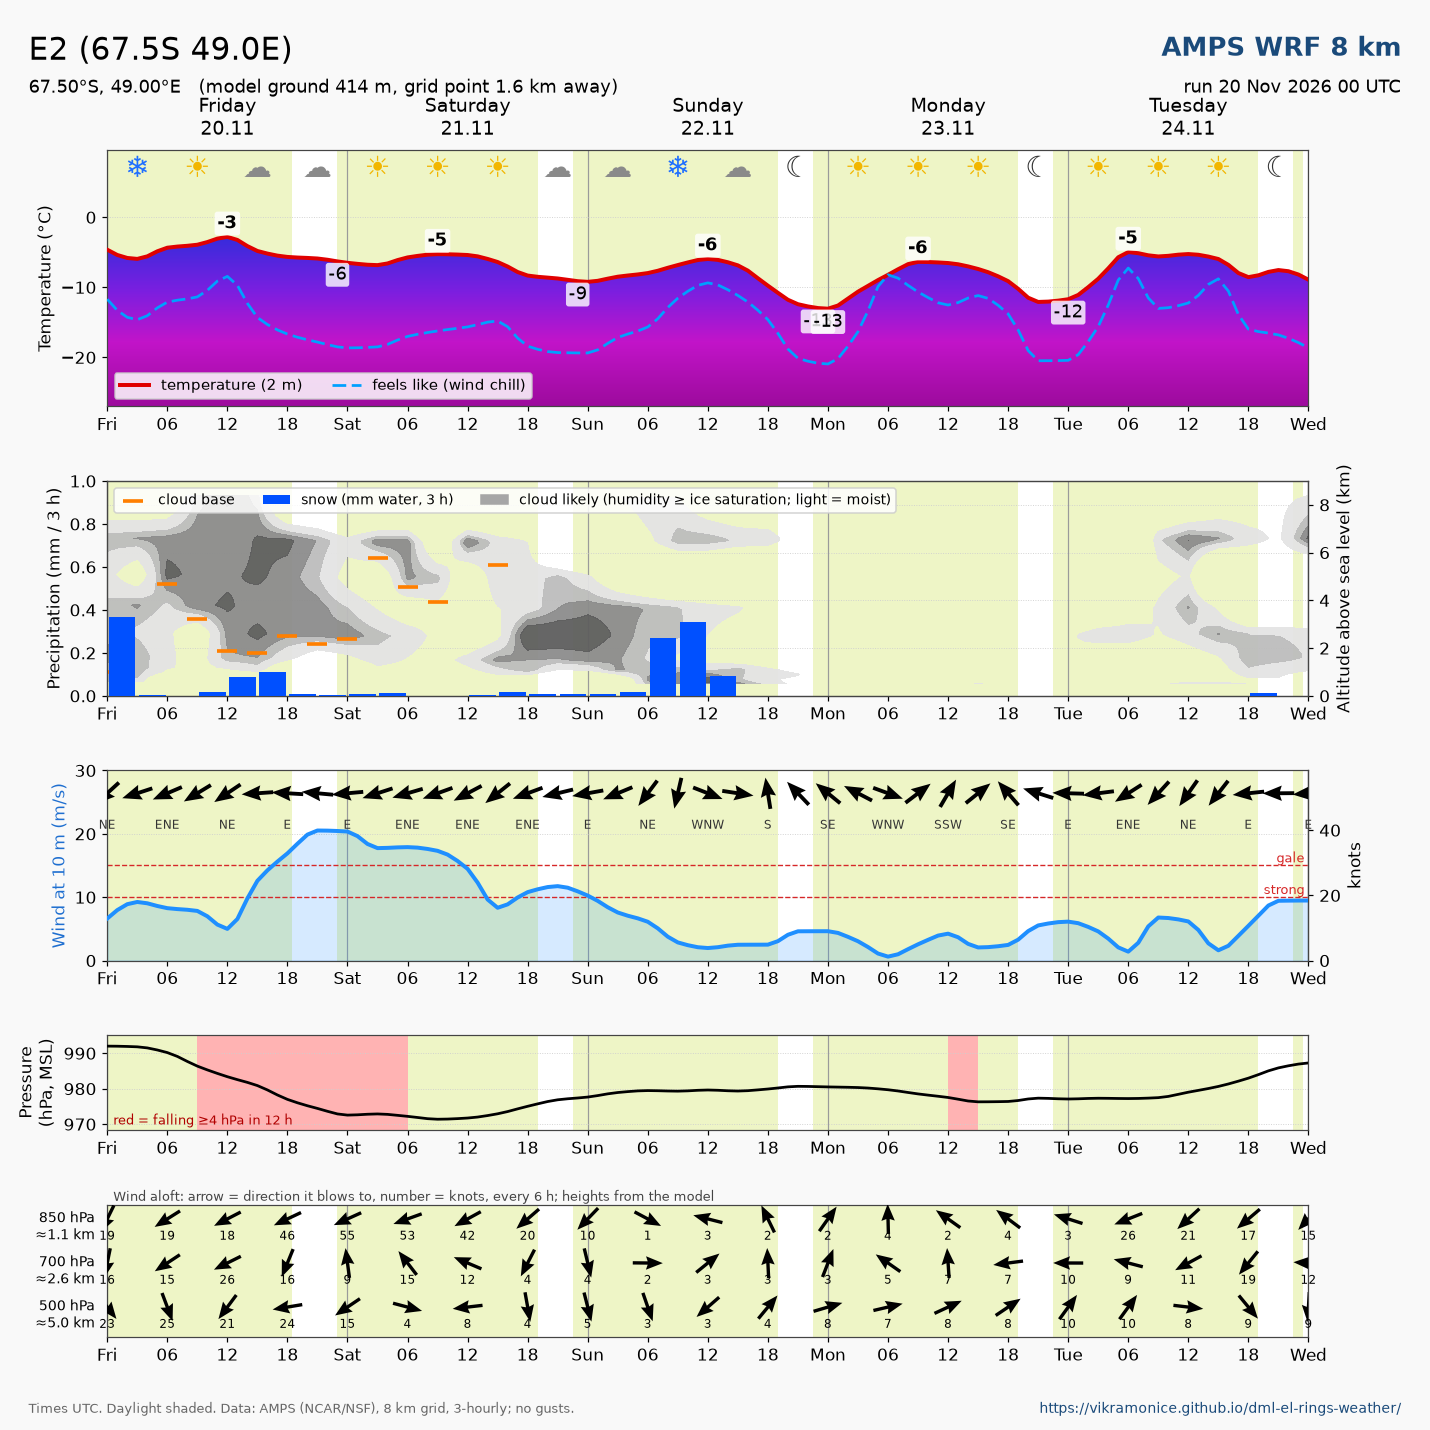 E2 (67.5S 49.0E)
AMPS WRF 8 km
67.50°S, 49.00°E (model ground 414 m, grid point 1.6 km away)
run 20 Nov 2026 00 UTC
Friday Saturday Sunday Monday Tuesday
20.11 21.11 22.11 23.11 24.11
Temperature (°C)
0
−10
−20
-3 -6 -5 -9 -6 -13 -6 -12 -5
temperature (2 m) feels like (wind chill)
Fri 06 12 18 Sat 06 12 18 Sun 06 12 18 Mon 06 12 18 Tue 06 12 18 Wed
Precipitation (mm / 3 h)
1.0
0.8
0.6
0.4
0.2
0.0
cloud base snow (mm water, 3 h) cloud likely (humidity ≥ ice saturation; light = moist)
8
6
4
2
0
Altitude above sea level (km)
Fri 06 12 18 Sat 06 12 18 Sun 06 12 18 Mon 06 12 18 Tue 06 12 18 Wed
Wind at 10 m (m/s)
30
20
10
0
NE ENE NE E E ENE ENE ENE E NE WNW S SE WNW SSW SE E ENE NE E E
gale
strong
40
20
0
knots
Fri 06 12 18 Sat 06 12 18 Sun 06 12 18 Mon 06 12 18 Tue 06 12 18 Wed
Pressure
(hPa, MSL)
990
980
970
red = falling ≥4 hPa in 12 h
Fri 06 12 18 Sat 06 12 18 Sun 06 12 18 Mon 06 12 18 Tue 06 12 18 Wed
Wind aloft: arrow = direction it blows to, number = knots, every 6 h; heights from the model
850 hPa
≈1.1 km 19 19 18 46 55 53 42 20 10 1 3 2 2 4 2 4 3 26 21 17 15
700 hPa
≈2.6 km 16 15 26 16 9 15 12 4 4 2 3 3 3 5 7 7 10 9 11 19 12
500 hPa
≈5.0 km 23 25 21 24 15 4 8 4 5 3 3 4 8 7 8 8 10 10 8 9 9
Fri 06 12 18 Sat 06 12 18 Sun 06 12 18 Mon 06 12 18 Tue 06 12 18 Wed
Times UTC. Daylight shaded. Data: AMPS (NCAR/NSF), 8 km grid, 3-hourly; no gusts.
https://vikramonice.github.io/dml-el-rings-weather/